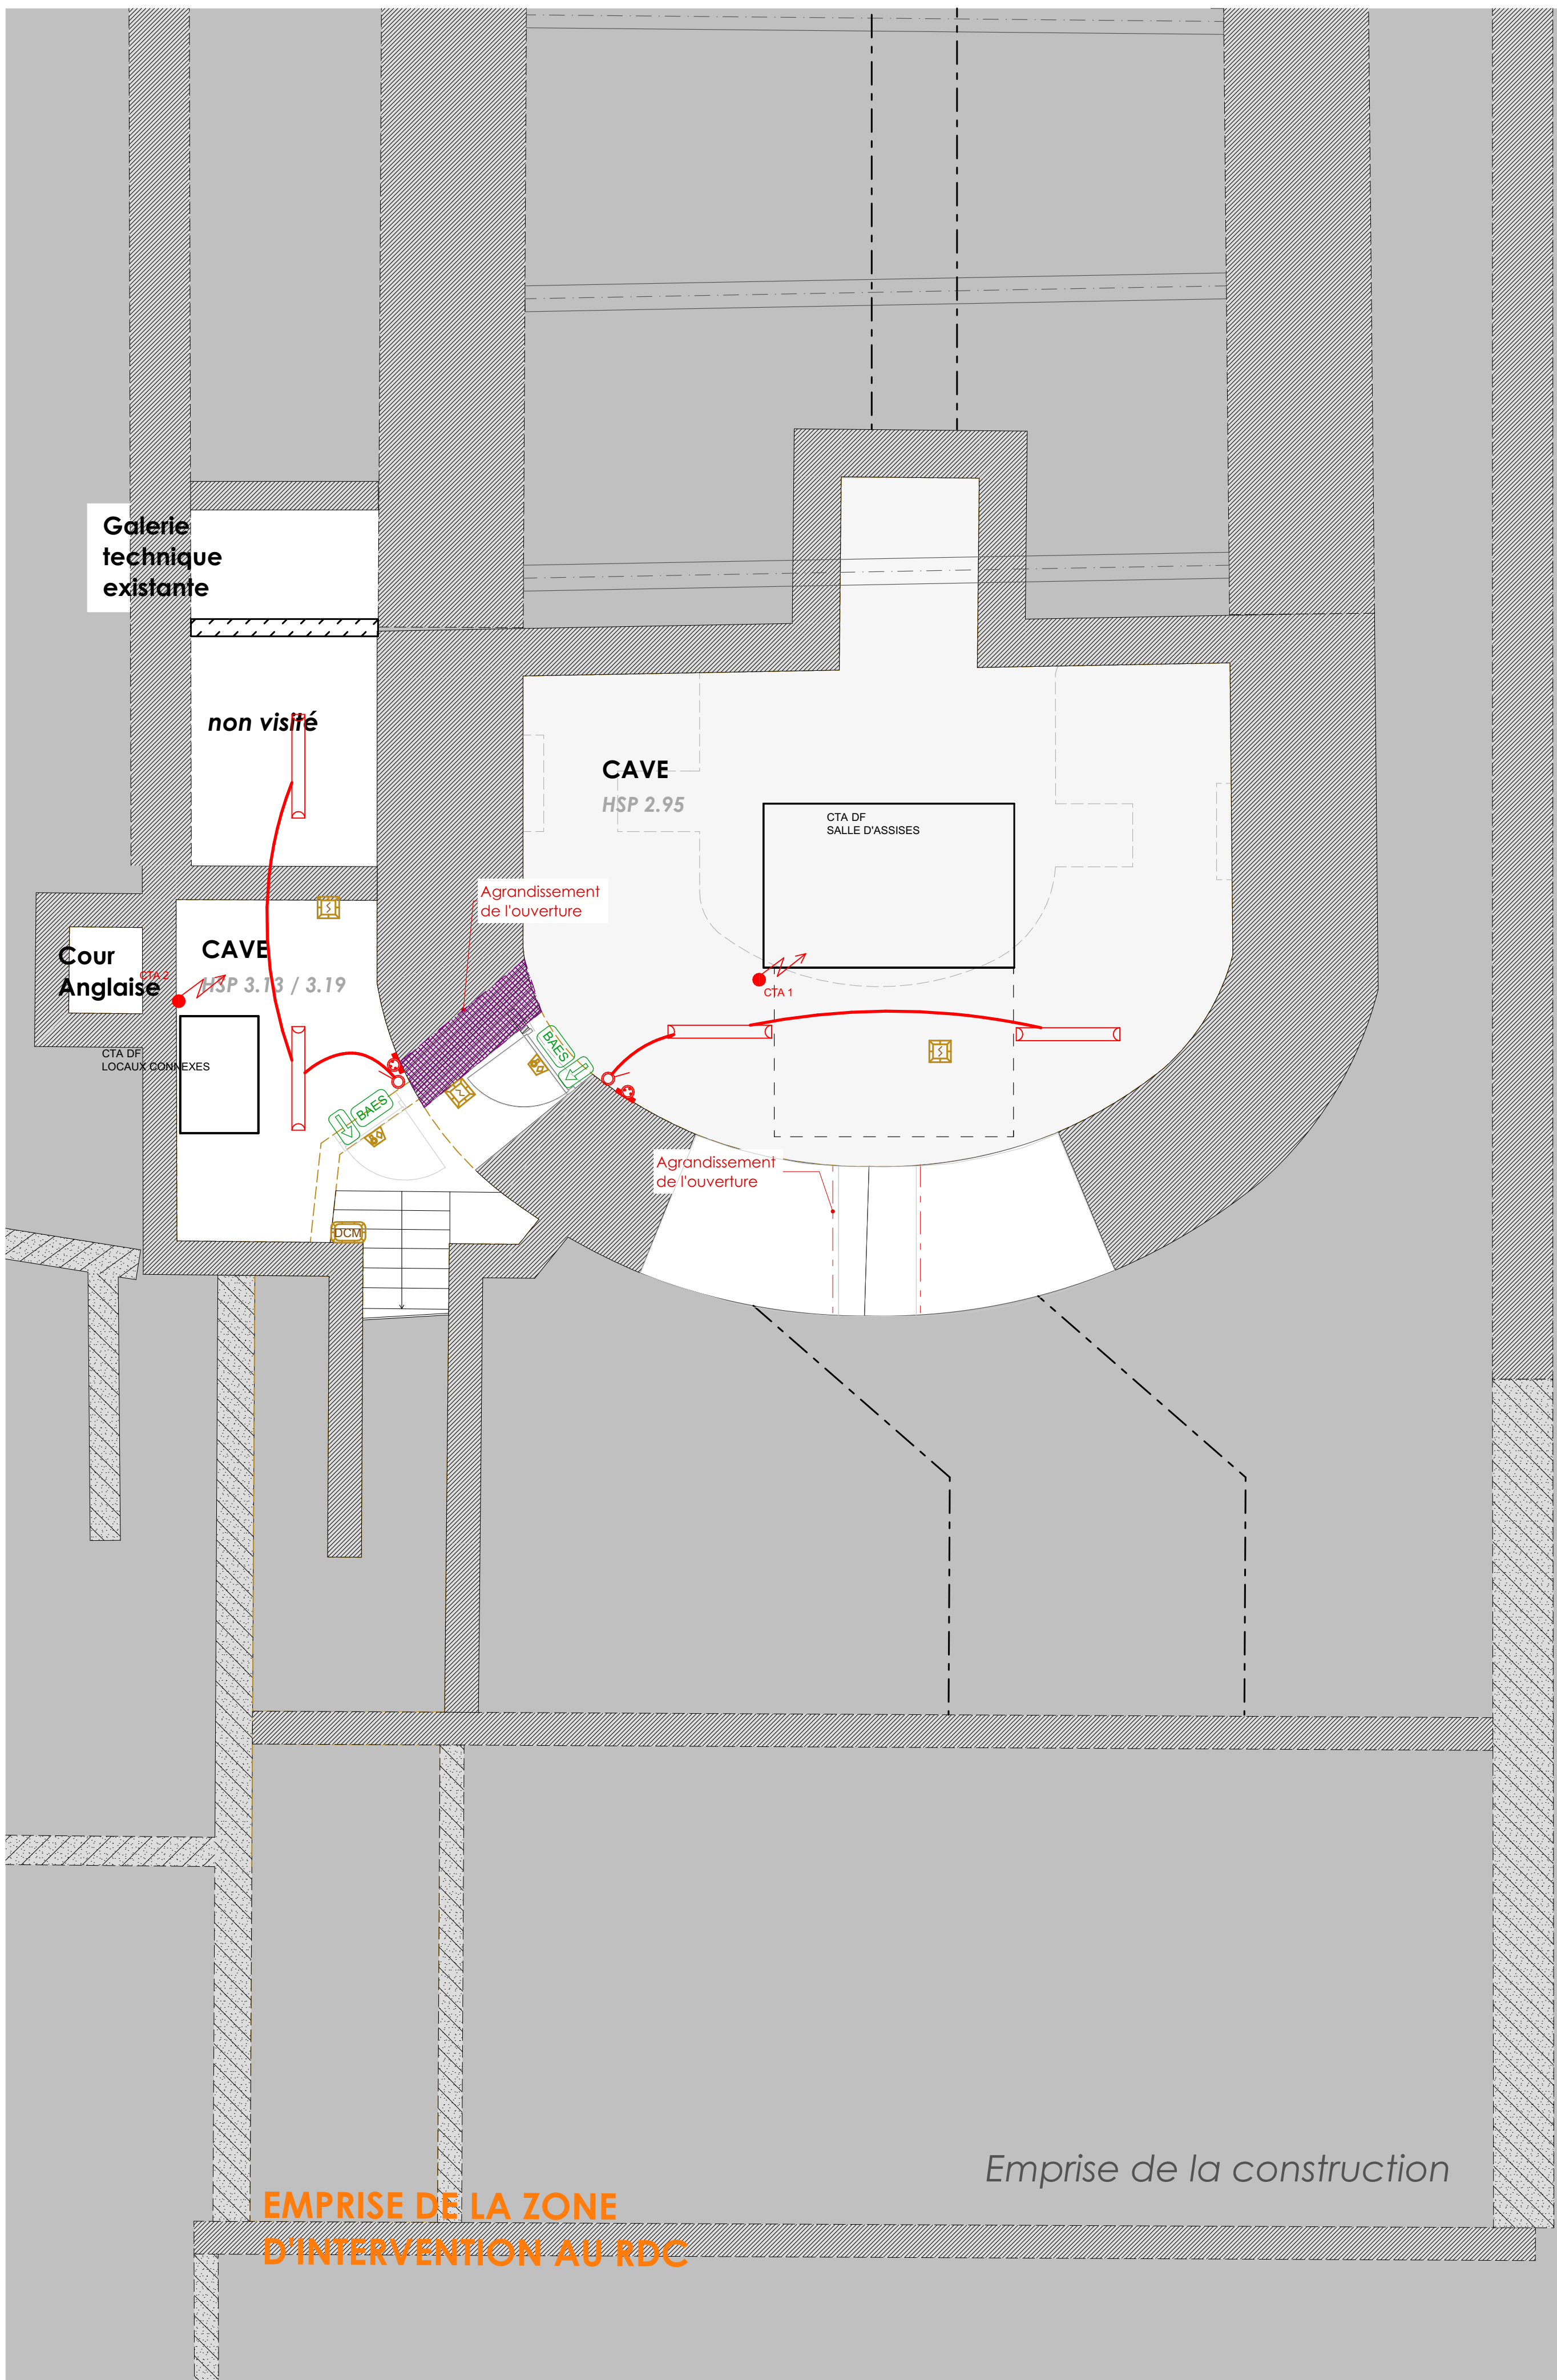 Galerie
technique
existante
non visité
CAVE
HSP 2.95
CTA DF
SALLE D'ASSISES
Agrandissement
de l'ouverture
Cour
Anglaise
CAVE
HSP 3.13 / 3.19
CTA 2
CTA 1
CTA DF
LOCAUX CONNEXES
BAES
BAES
Agrandissement
de l'ouverture
DCM
Emprise de la construction
EMPRISE DE LA ZONE
D'INTERVENTION AU RDC